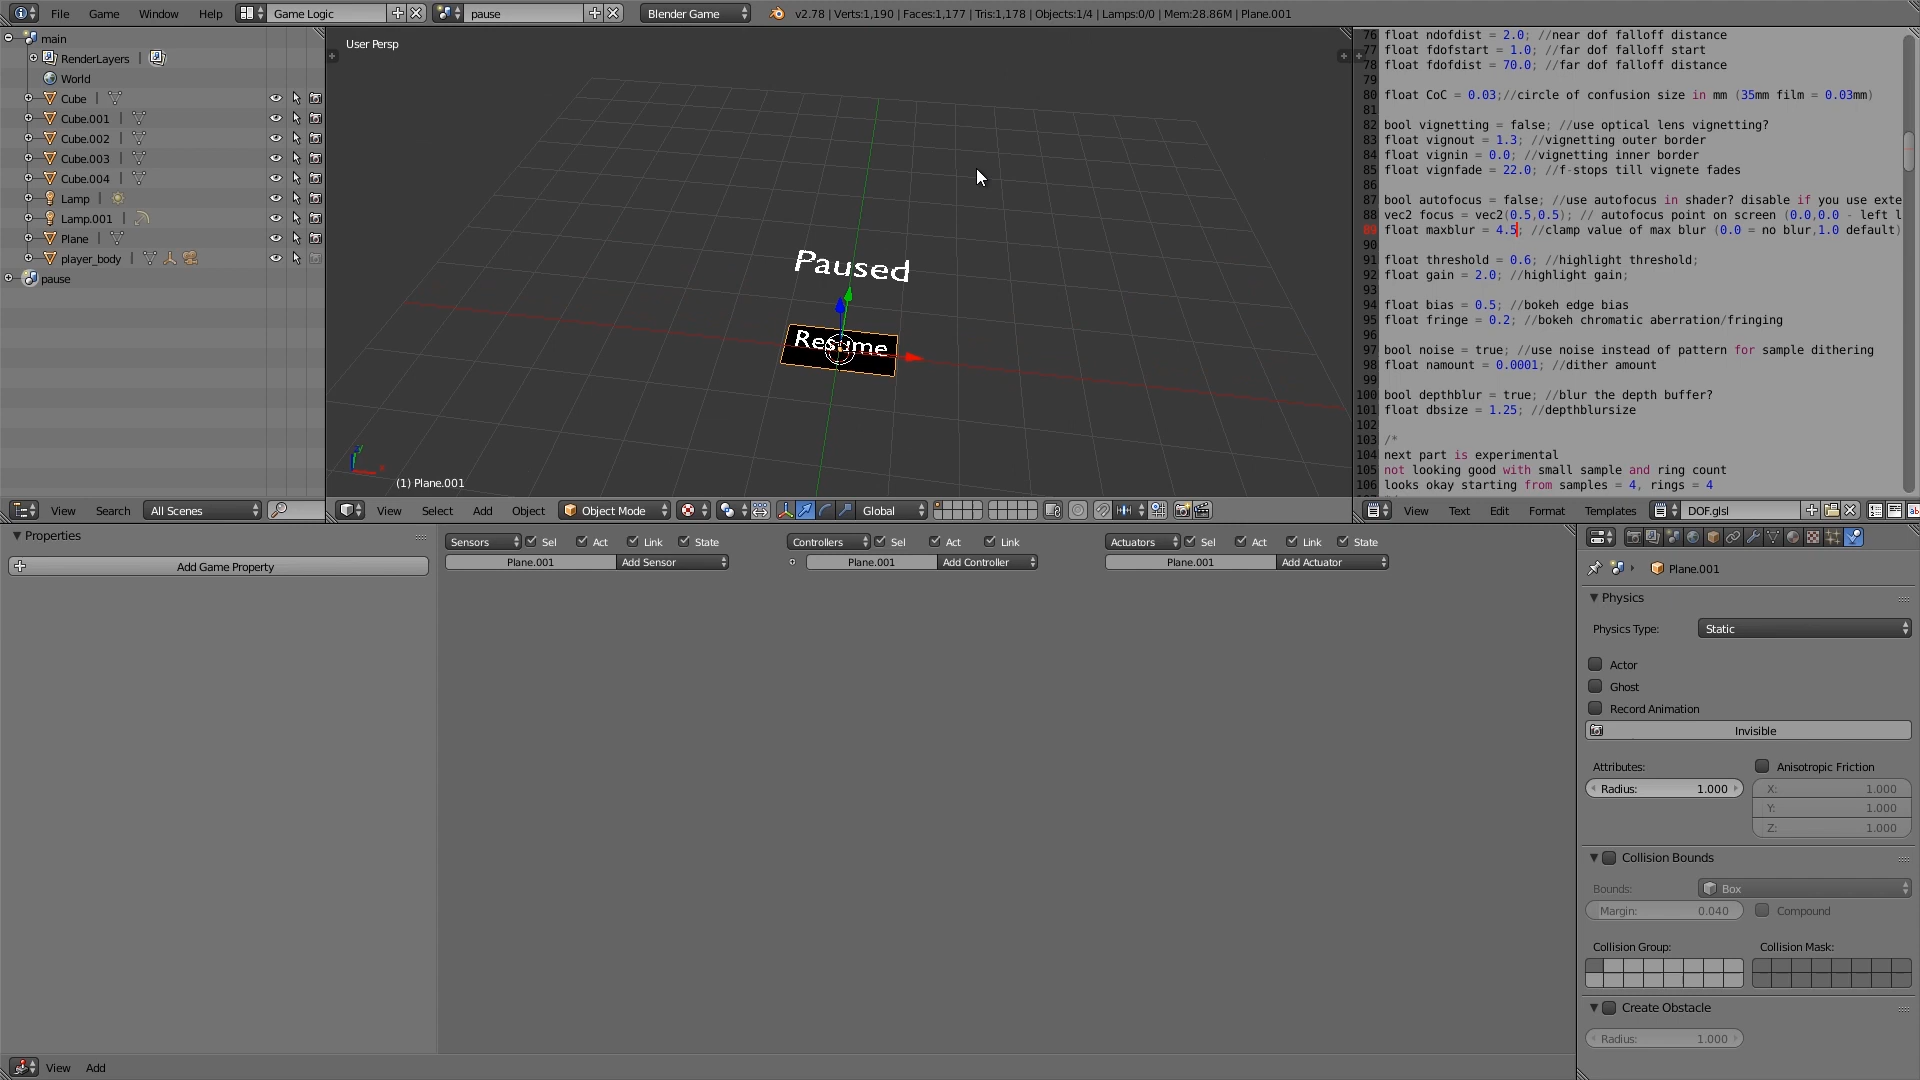 File Game Window Help Game Logic pause Blender Game v2.78 | Verts:1,190 | Faces:1,177 | Tris:1,178 | Objects:1/4 | Lamps:0/0 | Mem:28.86M | Plane.001
main
RenderLayers |
World
Cube |
Cube.001 |
Cube.002 |
Cube.003 |
Cube.004 |
Lamp |
Lamp.001 |
Plane |
player_body |
pause
View Search All Scenes
User Persp
Paused
Resume
(1) Plane.001
View Select Add Object Object Mode Global
76 float ndofdist = 2.0; //near dof falloff distance
77 float fdofstart = 1.0; //far dof falloff start
78 float fdofdist = 70.0; //far dof falloff distance
79
80 float CoC = 0.03;//circle of confusion size in mm (35mm film = 0.03mm)
81
82 bool vignetting = false; //use optical lens vignetting?
83 float vignout = 1.3; //vignetting outer border
84 float vignin = 0.0; //vignetting inner border
85 float vignfade = 22.0; //f-stops till vignete fades
86
87 bool autofocus = false; //use autofocus in shader? disable if you use exte
88 vec2 focus = vec2(0.5,0.5); // autofocus point on screen (0.0,0.0 - left l
89 float maxblur = 4.5; //clamp value of max blur (0.0 = no blur,1.0 default)
90
91 float threshold = 0.6; //highlight threshold;
92 float gain = 2.0; //highlight gain;
93
94 float bias = 0.5; //bokeh edge bias
95 float fringe = 0.2; //bokeh chromatic aberration/fringing
96
97 bool noise = true; //use noise instead of pattern for sample dithering
98 float namount = 0.0001; //dither amount
99
100 bool depthblur = true; //blur the depth buffer?
101 float dbsize = 1.25; //depthblursize
102
103 /*
104 next part is experimental
105 not looking good with small sample and ring count
106 looks okay starting from samples = 4, rings = 4
View Text Edit Format Templates DOF.glsl
Properties
Add Game Property
Sensors Sel Act Link State
Plane.001 Add Sensor
Controllers Sel Act Link
Plane.001 Add Controller
Actuators Sel Act Link State
Plane.001 Add Actuator
Plane.001
Physics
Physics Type: Static
Actor
Ghost
Record Animation
Invisible
Attributes: Anisotropic Friction
Radius: 1.000 X: 1.000
Y: 1.000
Z: 1.000
Collision Bounds
Bounds: Box
Margin: 0.040 Compound
Collision Group: Collision Mask:
Create Obstacle
Radius: 1.000
View Add